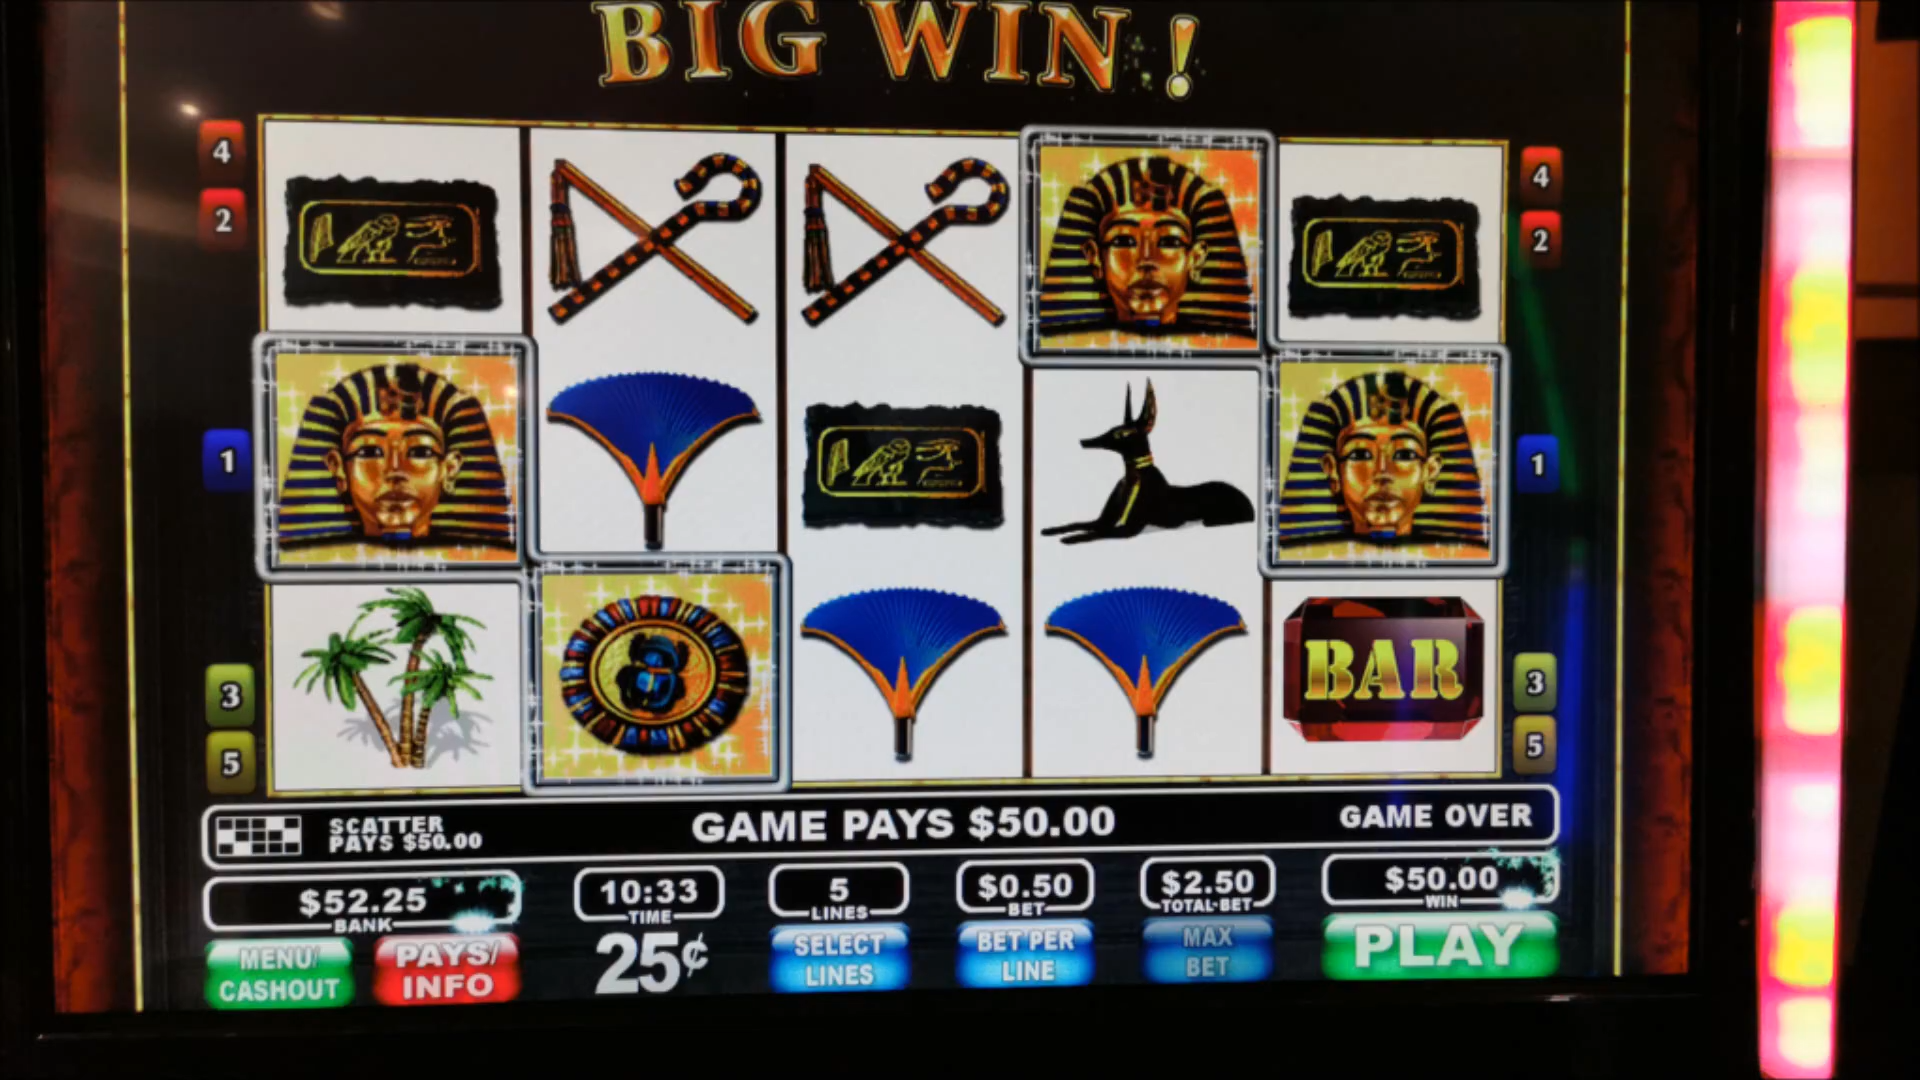 BIG WIN!
4
4
2
2
1
1
BAR
3
3
5
5
SCATTER
PAYS $50.00
GAME PAYS $50.00
GAME OVER
$52.25
BANK
10:33
TIME
5
LINES
$0.50
BET
$2.50
TOTAL-BET
$50.00
WIN
MENU/
CASHOUT
PAYS/
INFO
25¢
SELECT
LINES
BET PER
LINE
MAX
BET
PLAY